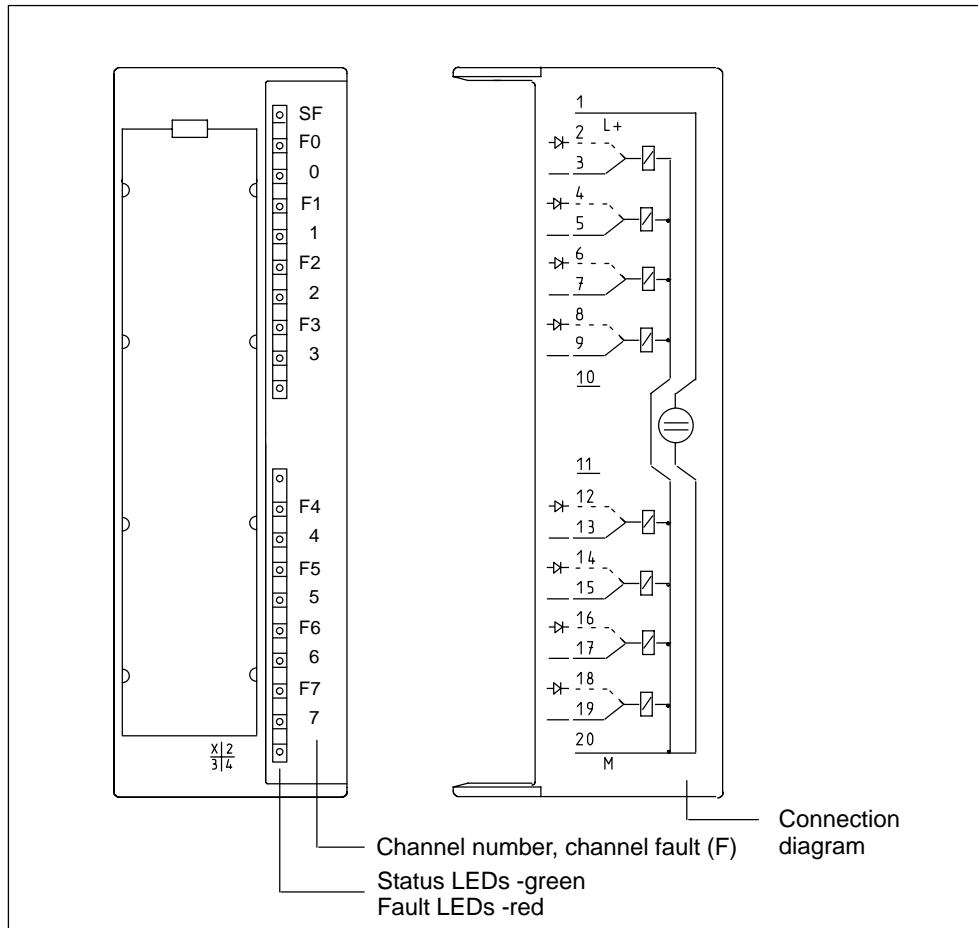 SF
F0
0
F1
1
F2
2
F3
3
F4
4
F5
5
F6
6
F7
7
X 2
3 4
1
L+
2
3
4
5
6
7
8
9
10
11
12
13
14
15
16
17
18
19
20
M
Channel number, channel fault (F)
Status LEDs -green
Fault LEDs -red
Connection
diagram